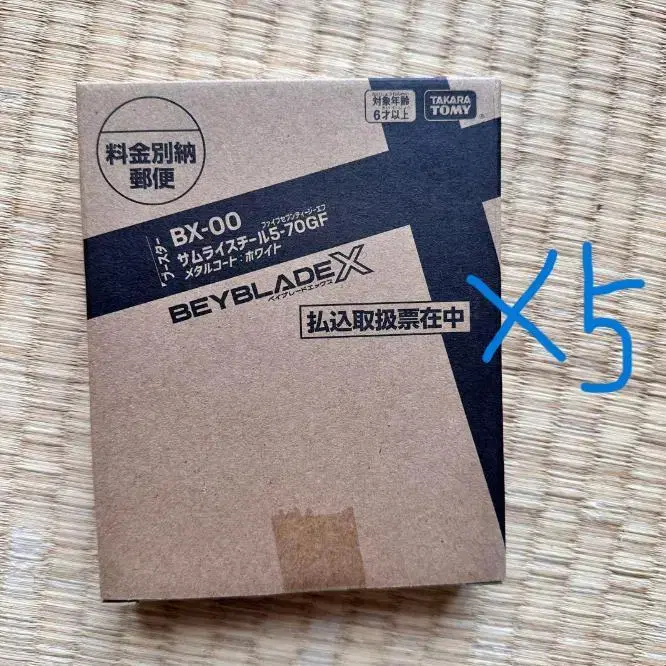 料金別納
郵便
対象年齢
6才以上
TAKARA
TOMY
ブースター
BX-00
ファイブセブンティージーエフ
サムライスチール5-70GF
メタルコート:ホワイト
BEYBLADE X
ベイブレードエックス
払込取扱票在中
X5